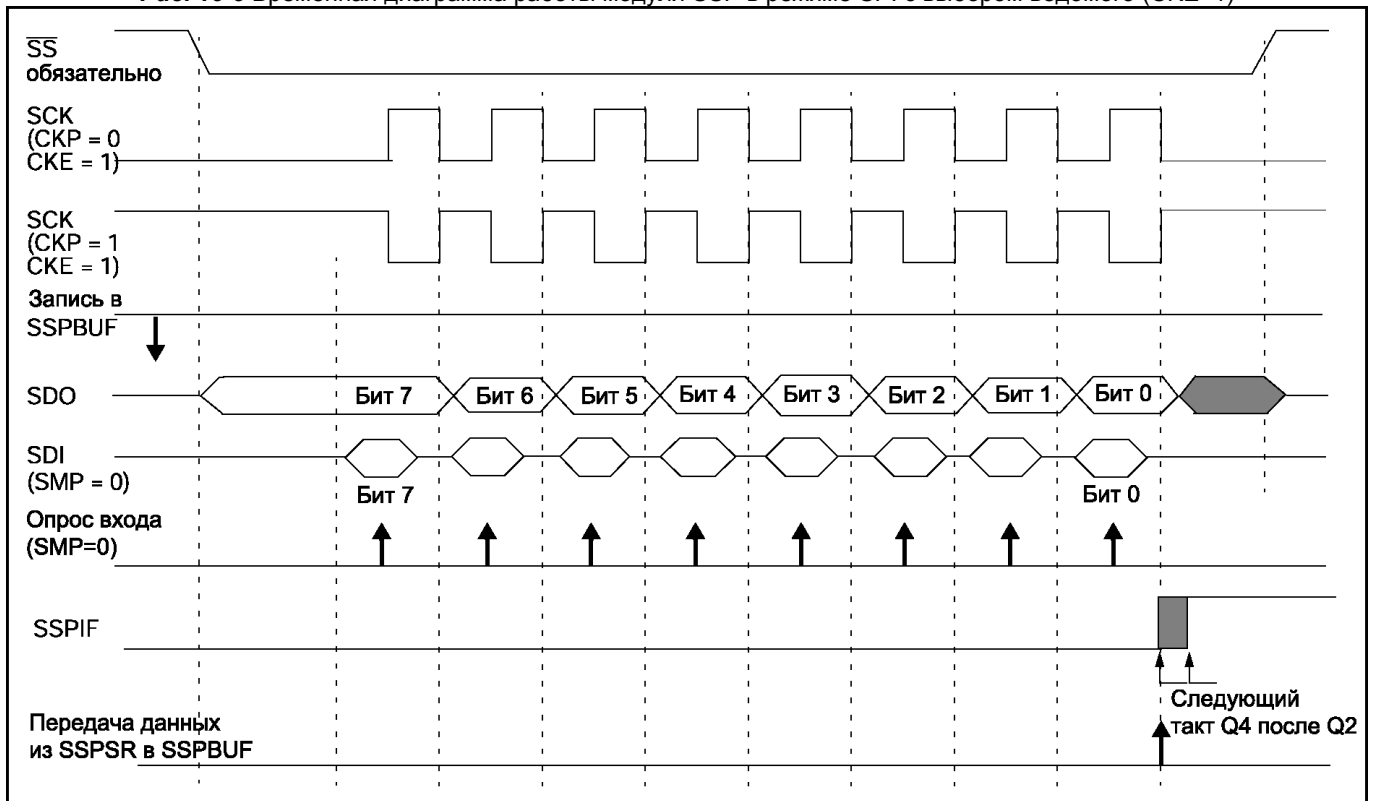 SS
обязательно
SCK
(CKP = 0
CKE = 1)
SCK
(CKP = 1
CKE = 1)
Запись в
SSPBUF
SDO
Бит 7 Бит 6 Бит 5 Бит 4 Бит 3 Бит 2 Бит 1 Бит 0
SDI
(SMP = 0)
Бит 7 Бит 0
Опрос входа
(SMP=0)
SSPIF
Следующий
такт Q4 после Q2
Передача данных
из SSPSR в SSPBUF